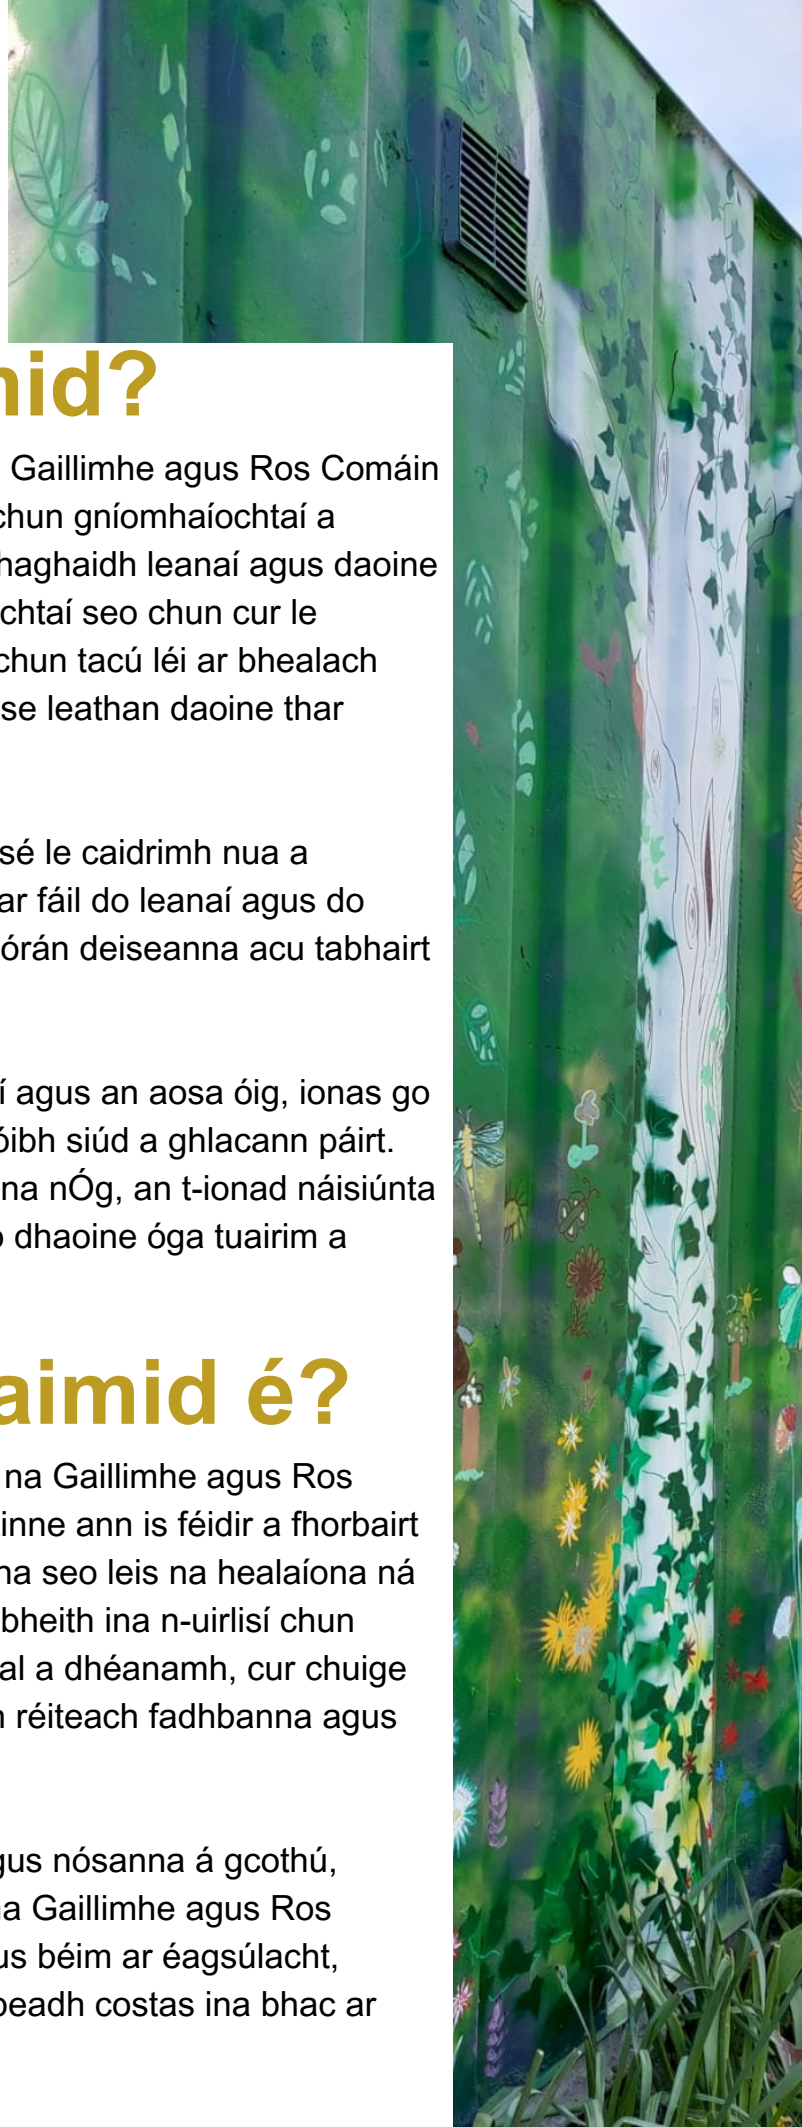 nid?
Gaillimhe agus Ros Comáin
chun gníomhaíochtaí a
haghaidh leanaí agus daoine
chtaí seo chun cur le
chun tacú léi ar bhealach
se leathan daoine thar
sé le caidrimh nua a
ar fáil do leanaí agus do
órán deiseanna acu tabhairt
í agus an aosa óig, ionas go
óibh siúd a ghlacann páirt.
na nÓg, an t-ionad náisiúnta
dhaoine óga tuairim a
aimid é?
na Gaillimhe agus Ros
inne ann is féidir a fhorbairt
na seo leis na healaíona ná
bheith ina n-uirlisí chun
al a dhéanamh, cur chuige
réiteach fadhbanna agus
gus nósanna á gcothú,
na Gaillimhe agus Ros
us béim ar éagsúlacht,
beadh costas ina bhac ar